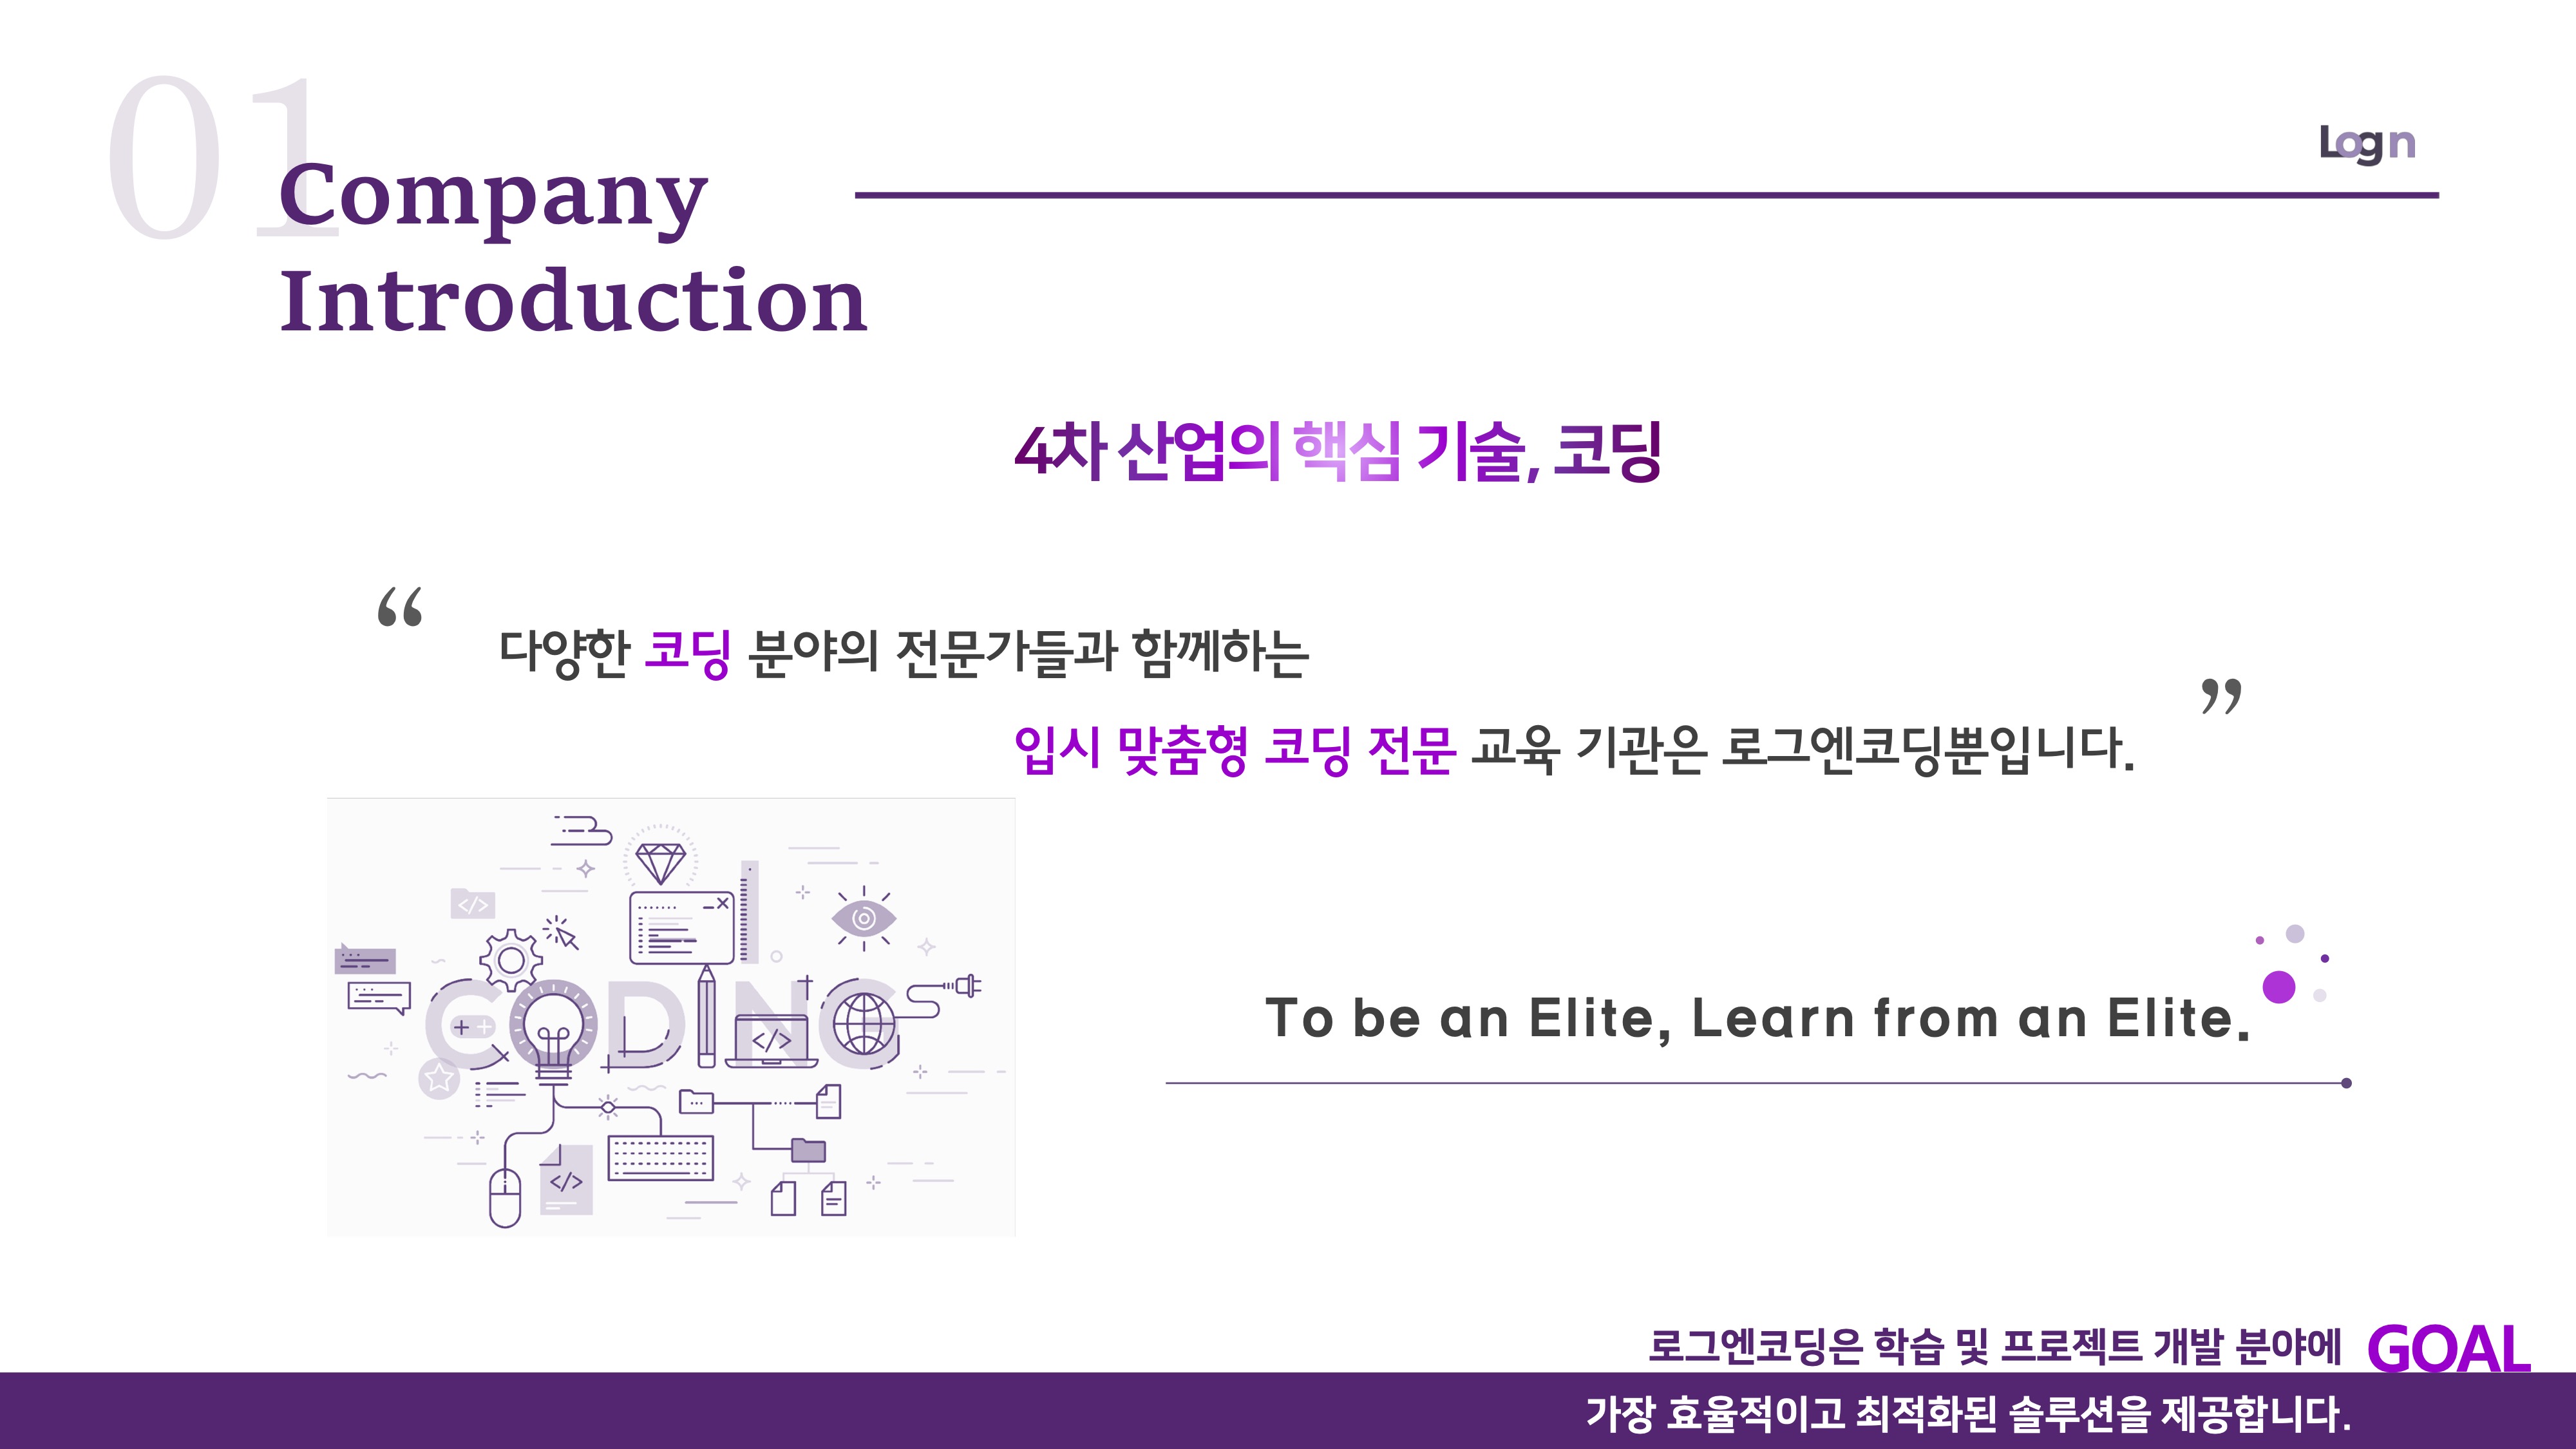 01
Company
Introduction
Logn
4차 산업의 핵심 기술, 코딩
“
다양한 코딩 분야의 전문가들과 함께하는
입시 맞춤형 코딩 전문 교육 기관은 로그엔코딩뿐입니다.
”
CODING
</>
</>
</>
To be an Elite, Learn from an Elite.
로그엔코딩은 학습 및 프로젝트 개발 분야에 GOAL
가장 효율적이고 최적화된 솔루션을 제공합니다.